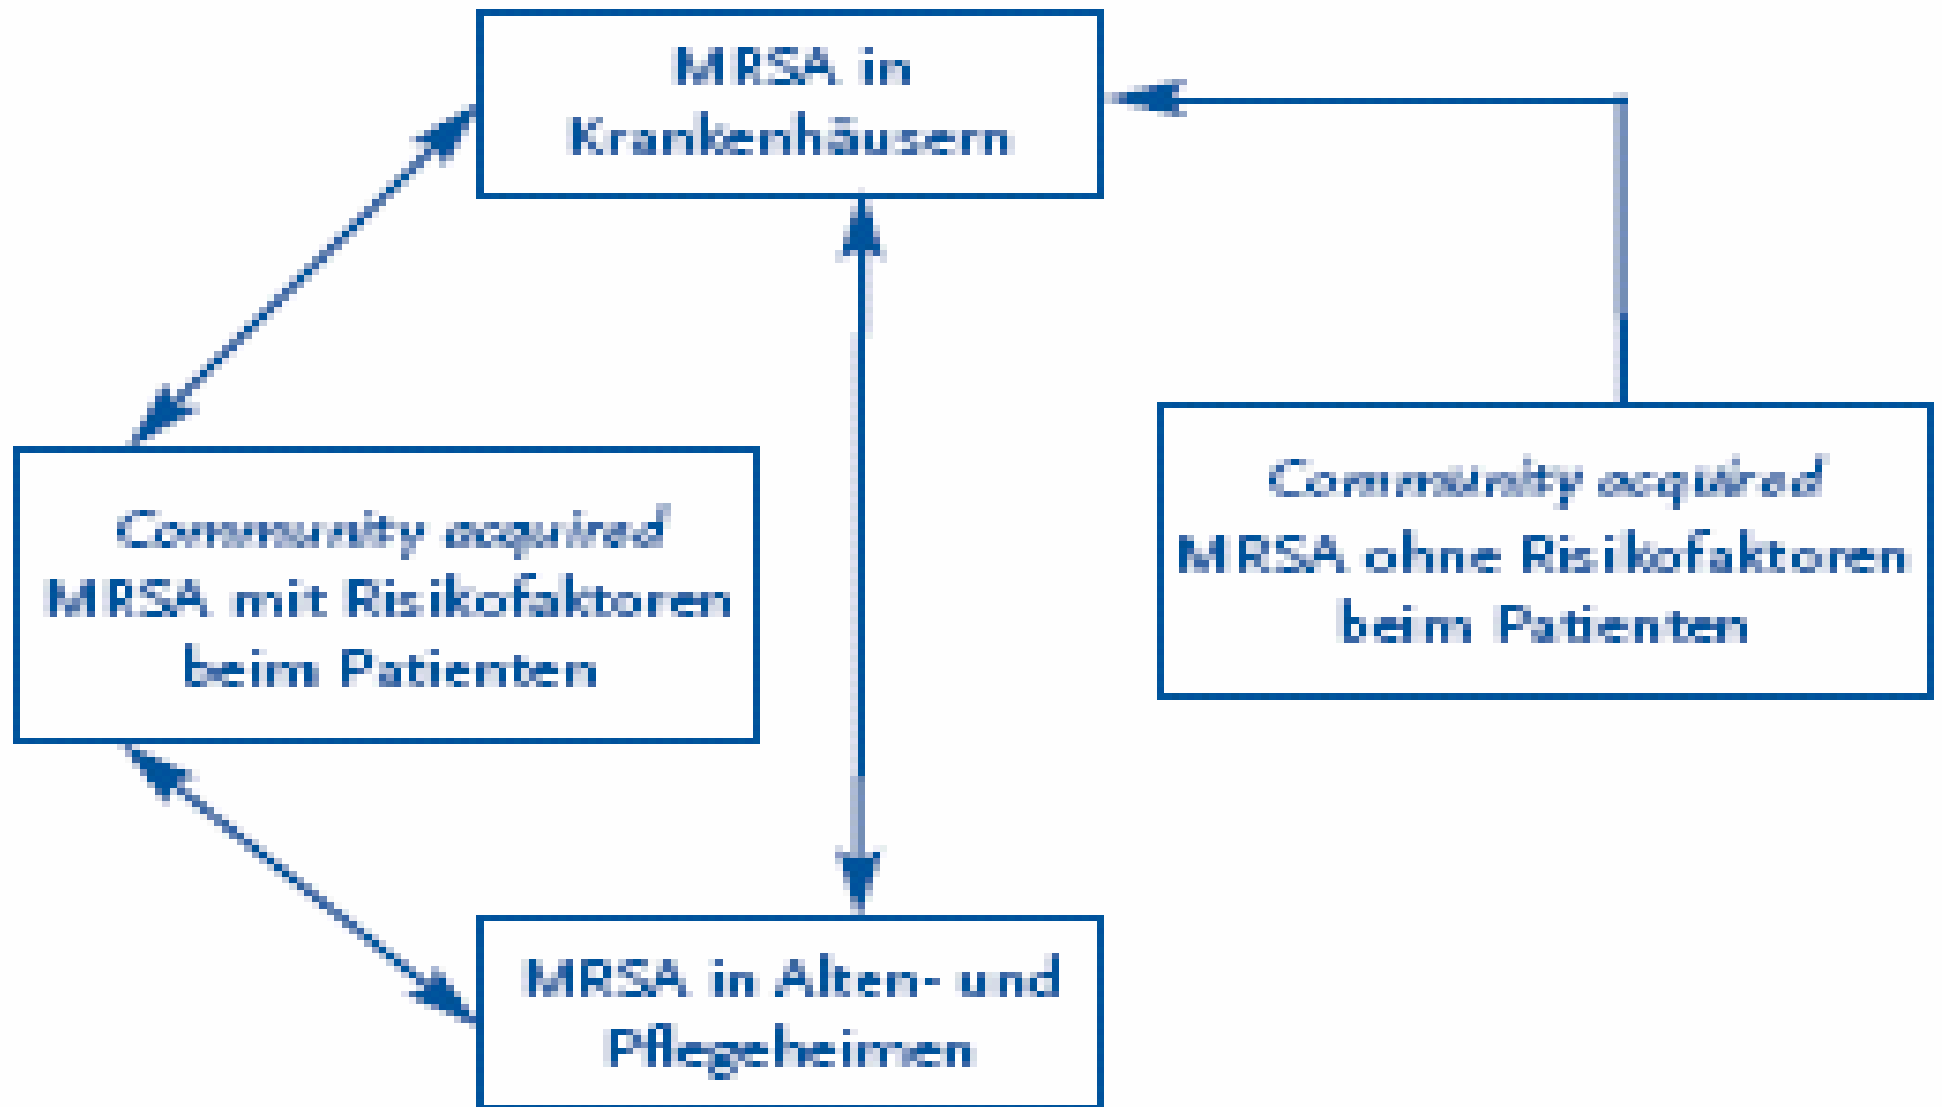 MRSA in
Krankenhäusern
Community acquired
MRSA mit Risikofaktoren
beim Patienten
Community acquired
MRSA ohne Risikofaktoren
beim Patienten
MRSA in Alten- und
Pflegeheimen